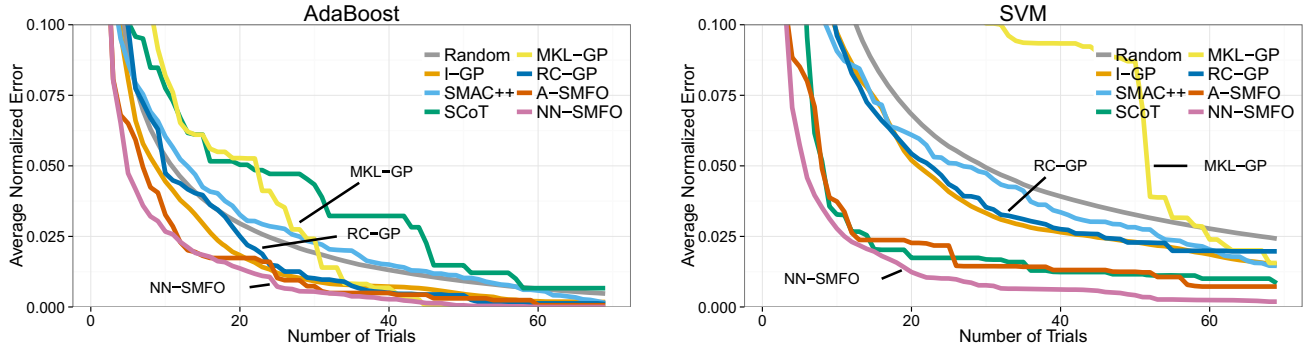 AdaBoost
Average Normalized Error
0.100
0.075
0.050
0.025
0.000
Random MKL−GP
I−GP RC−GP
SMAC++ A−SMFO
SCoT NN−SMFO
MKL−GP
RC−GP
NN−SMFO
0 20 40 60
Number of Trials
SVM
Average Normalized Error
0.100
0.075
0.050
0.025
0.000
Random MKL−GP
I−GP RC−GP
SMAC++ A−SMFO
SCoT NN−SMFO
RC−GP
MKL−GP
NN−SMFO
0 20 40 60
Number of Trials